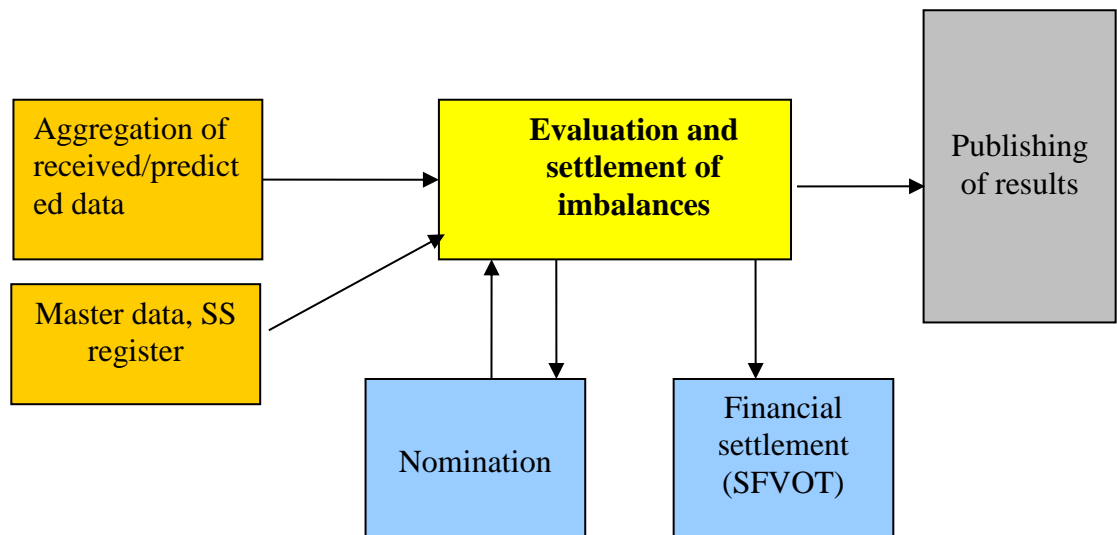 Aggregation of
received/predict
ed data
Evaluation and
settlement of
imbalances
Publishing
of results
Master data, SS
register
Nomination
Financial
settlement
(SFVOT)